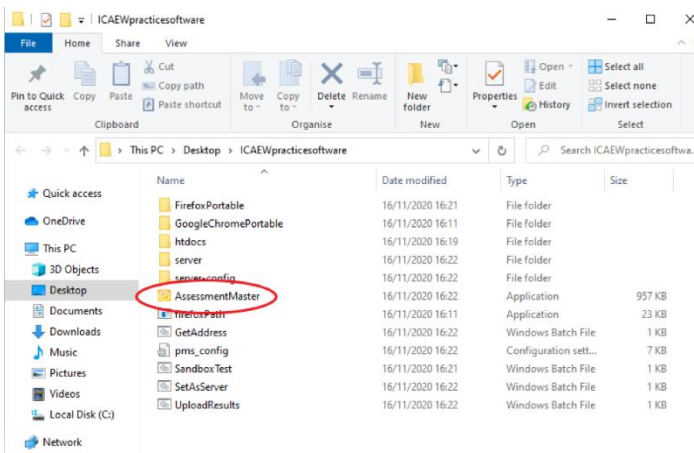 ICAEWpracticesoftware
File Home Share View
Pin to Quick access
Copy
Paste
Cut
Copy path
Paste shortcut
Move to
Copy to
Delete
Rename
New folder
Properties
Open
Edit
History
Select all
Select none
Invert selection
Clipboard Organise New Open Select
This PC > Desktop > ICAEWpracticesoftware
Search ICAEWpracticesoftwa...
Quick access
OneDrive
This PC
3D Objects
Desktop
Documents
Downloads
Music
Pictures
Videos
Local Disk (C:)
Network
Name Date modified Type Size
FirefoxPortable 16/11/2020 16:21 File folder
GoogleChromePortable 16/11/2020 16:11 File folder
htdocs 16/11/2020 16:19 File folder
server 16/11/2020 16:22 File folder
server-config 16/11/2020 16:22 File folder
AssessmentMaster 16/11/2020 16:22 Application 957 KB
firefoxPath 16/11/2020 16:11 Application 23 KB
GetAddress 16/11/2020 16:22 Windows Batch File 1 KB
pms_config 16/11/2020 16:22 Configuration sett... 7 KB
SandboxTest 16/11/2020 16:21 Windows Batch File 1 KB
SetAsServer 16/11/2020 16:22 Windows Batch File 1 KB
UploadResults 16/11/2020 16:22 Windows Batch File 1 KB